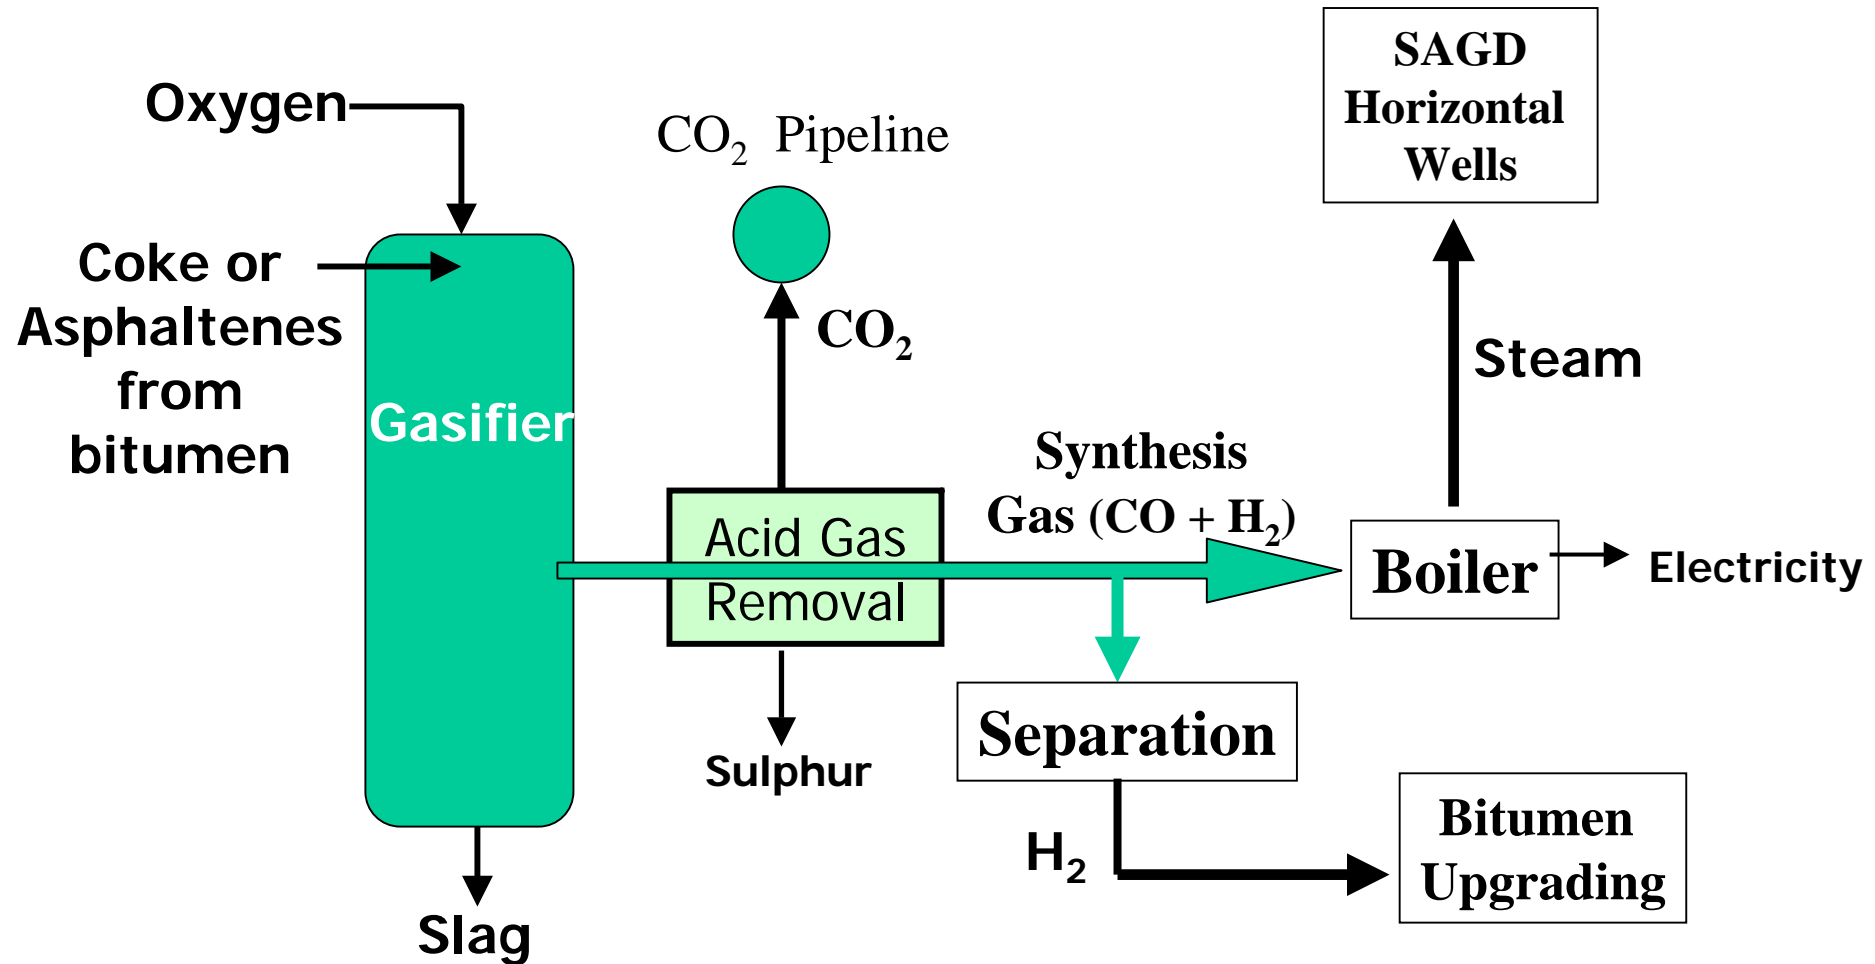 Oxygen
Coke or
Asphaltenes
from
bitumen
Gasifier
Slag
CO₂ Pipeline
CO₂
Acid Gas
Removal
Sulphur
Synthesis
Gas (CO + H₂)
Separation
H₂
Bitumen
Upgrading
Boiler
Electricity
Steam
SAGD
Horizontal
Wells